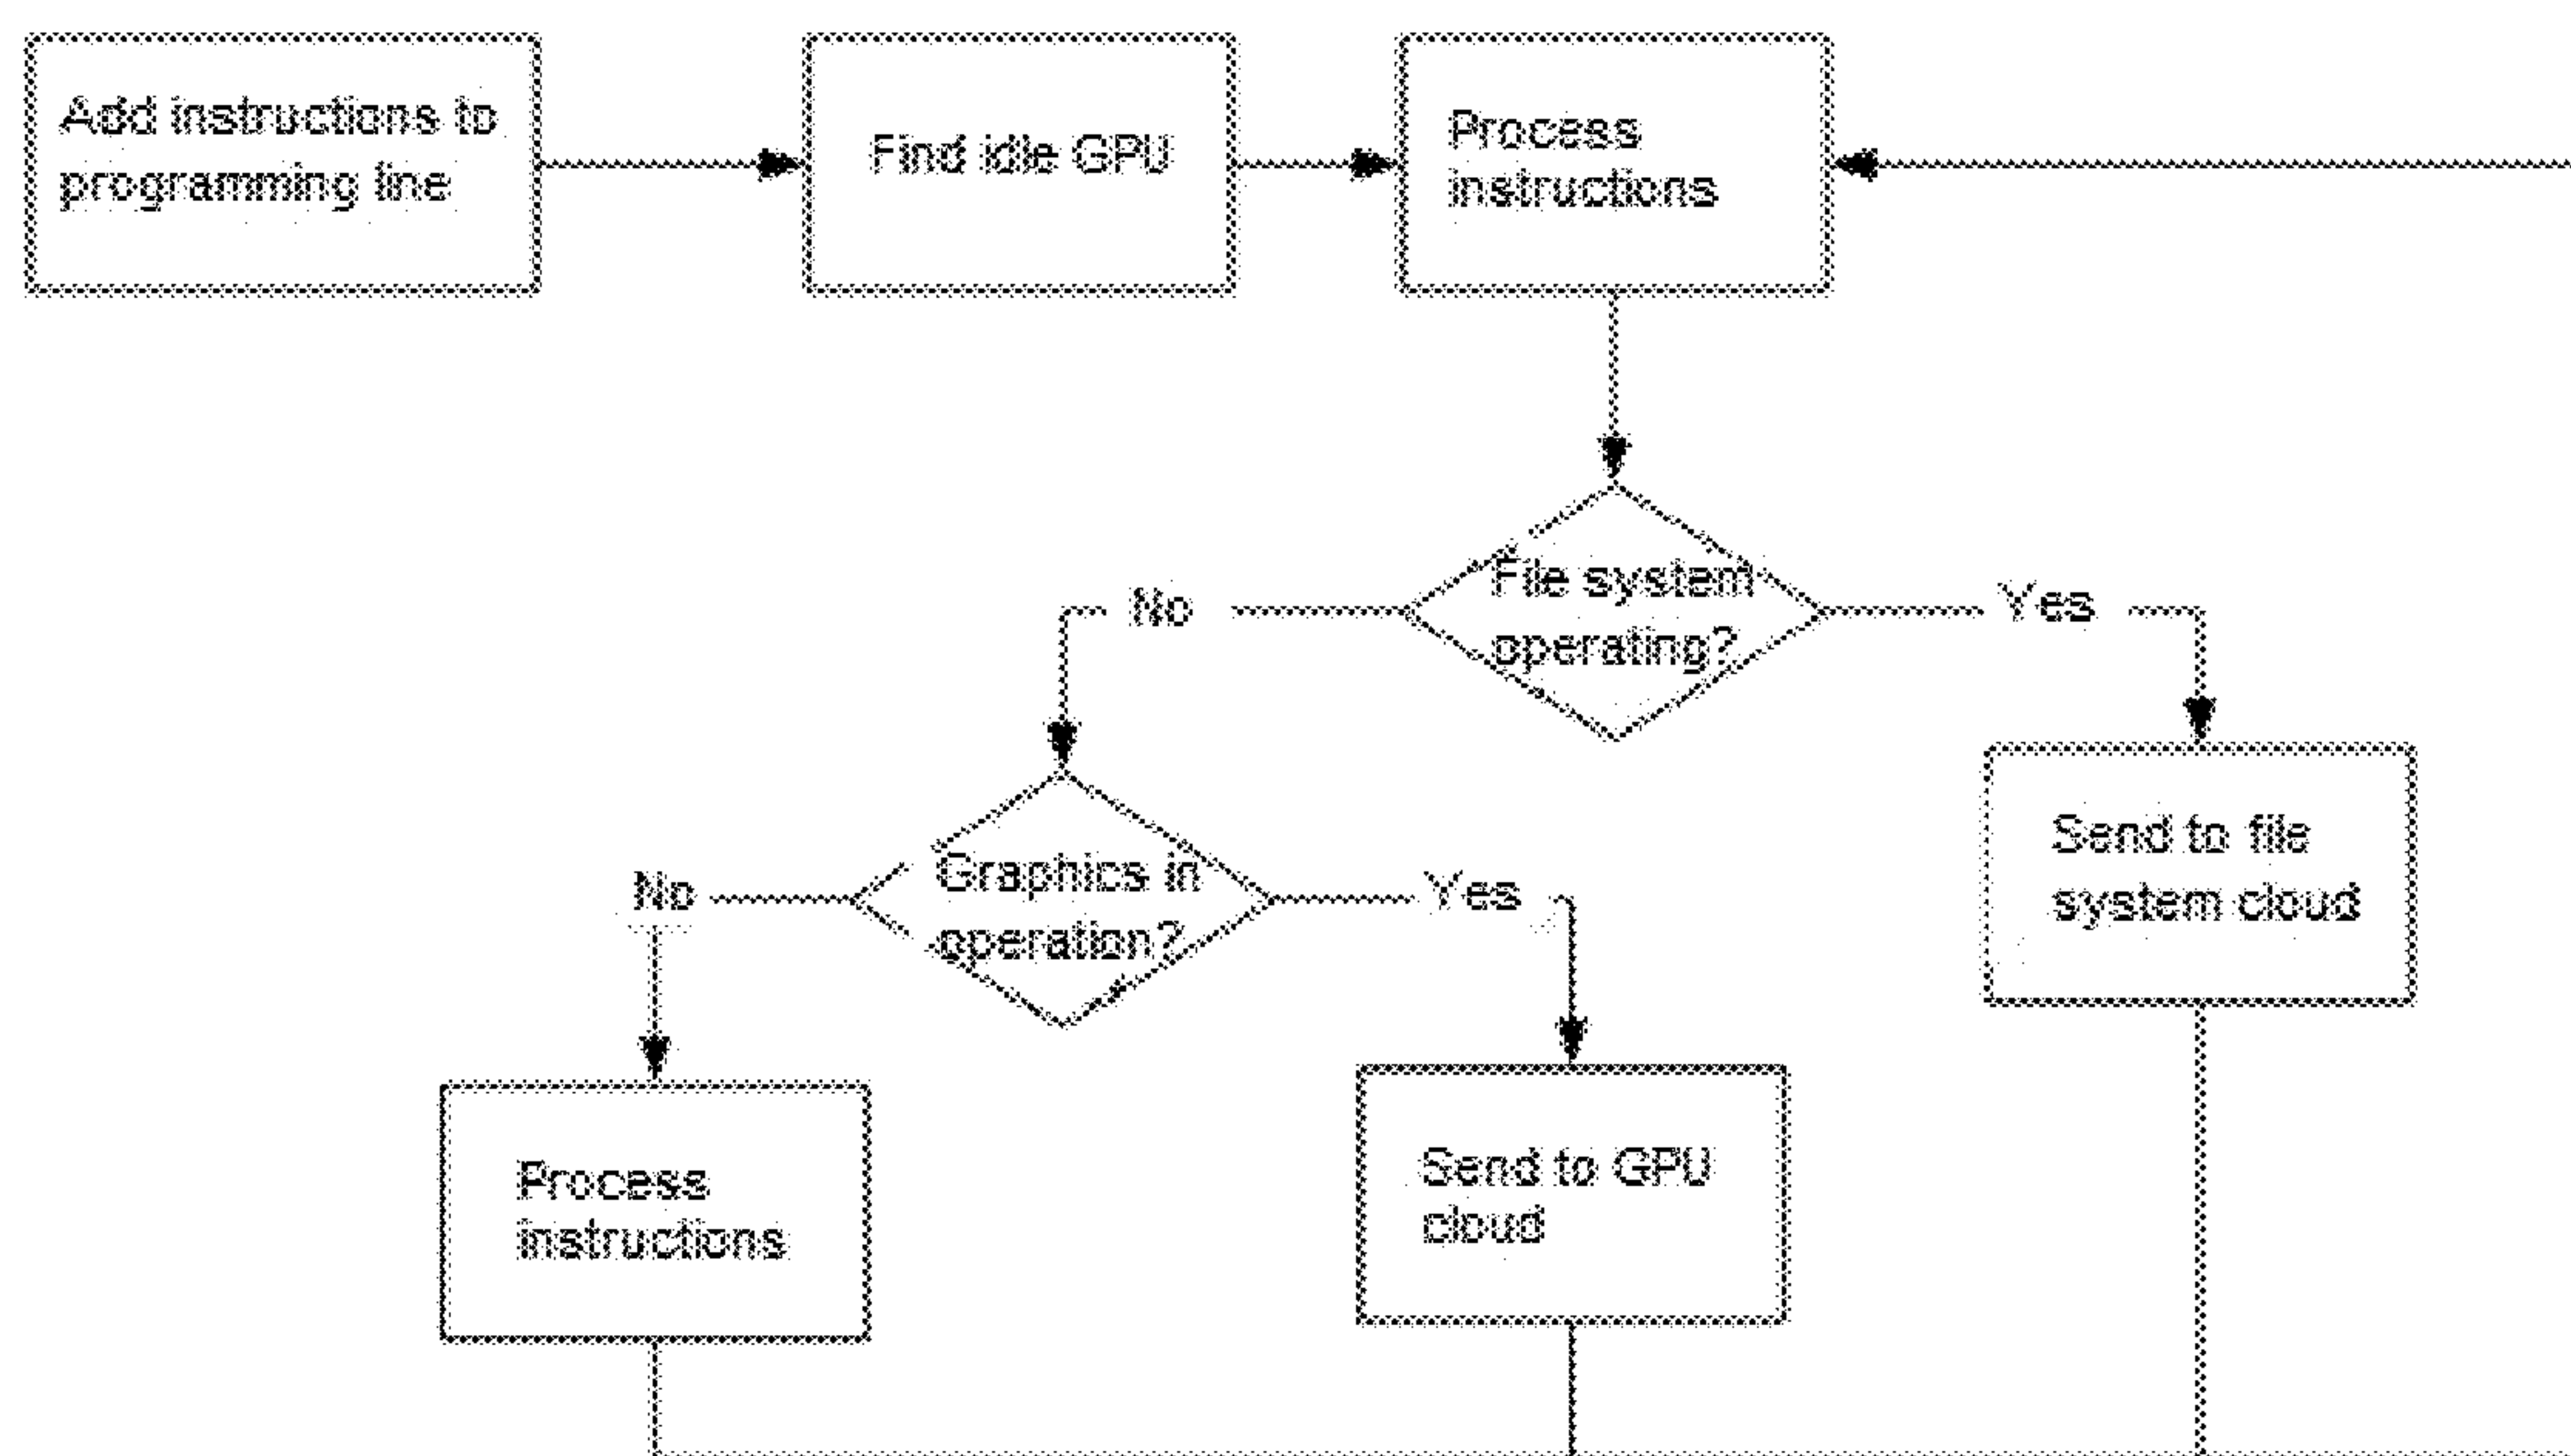 Add instructions to
programming line
Find idle GPU
Process
instructions
File system
operating?
No
Yes
Graphics in
operation?
No
Yes
Send to file
system cloud
Process
instructions
Send to GPU
cloud